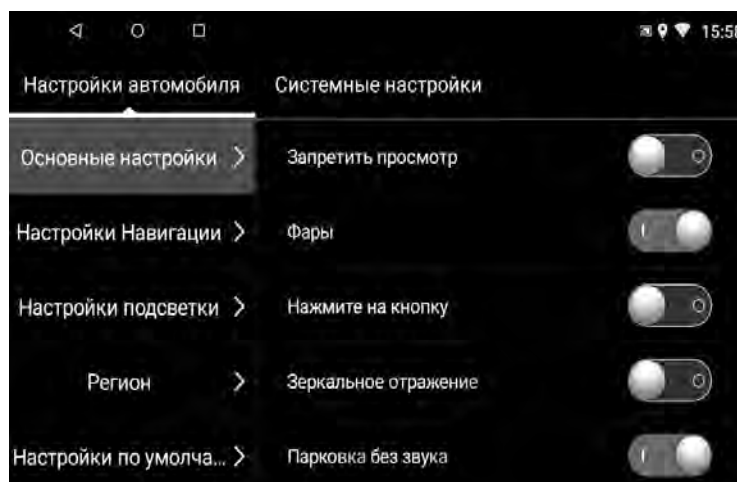 15:58
Настройки автомобиля
Системные настройки
Основные настройки
Запретить просмотр
Настройки Навигации
Фары
Настройки подсветки
Нажмите на кнопку
Регион
Зеркальное отражение
Настройки по умолча...
Парковка без звука